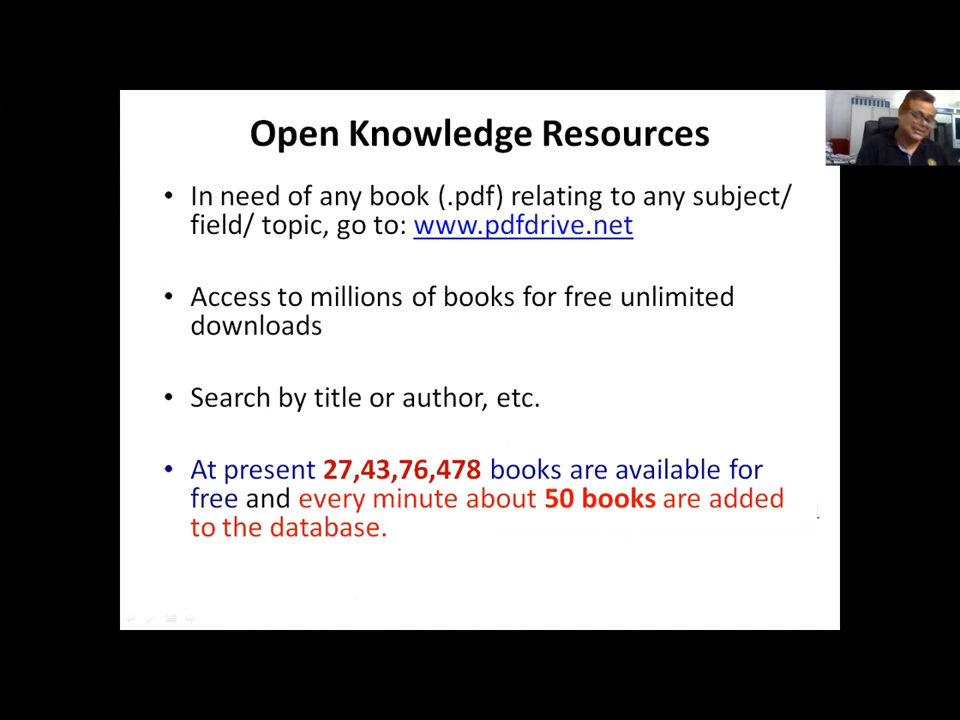 Open Knowledge Resources
• In need of any book (.pdf) relating to any subject/
field/ topic, go to: www.pdfdrive.net
• Access to millions of books for free unlimited
downloads
• Search by title or author, etc.
• At present 27,43,76,478 books are available for
free and every minute about 50 books are added
to the database.